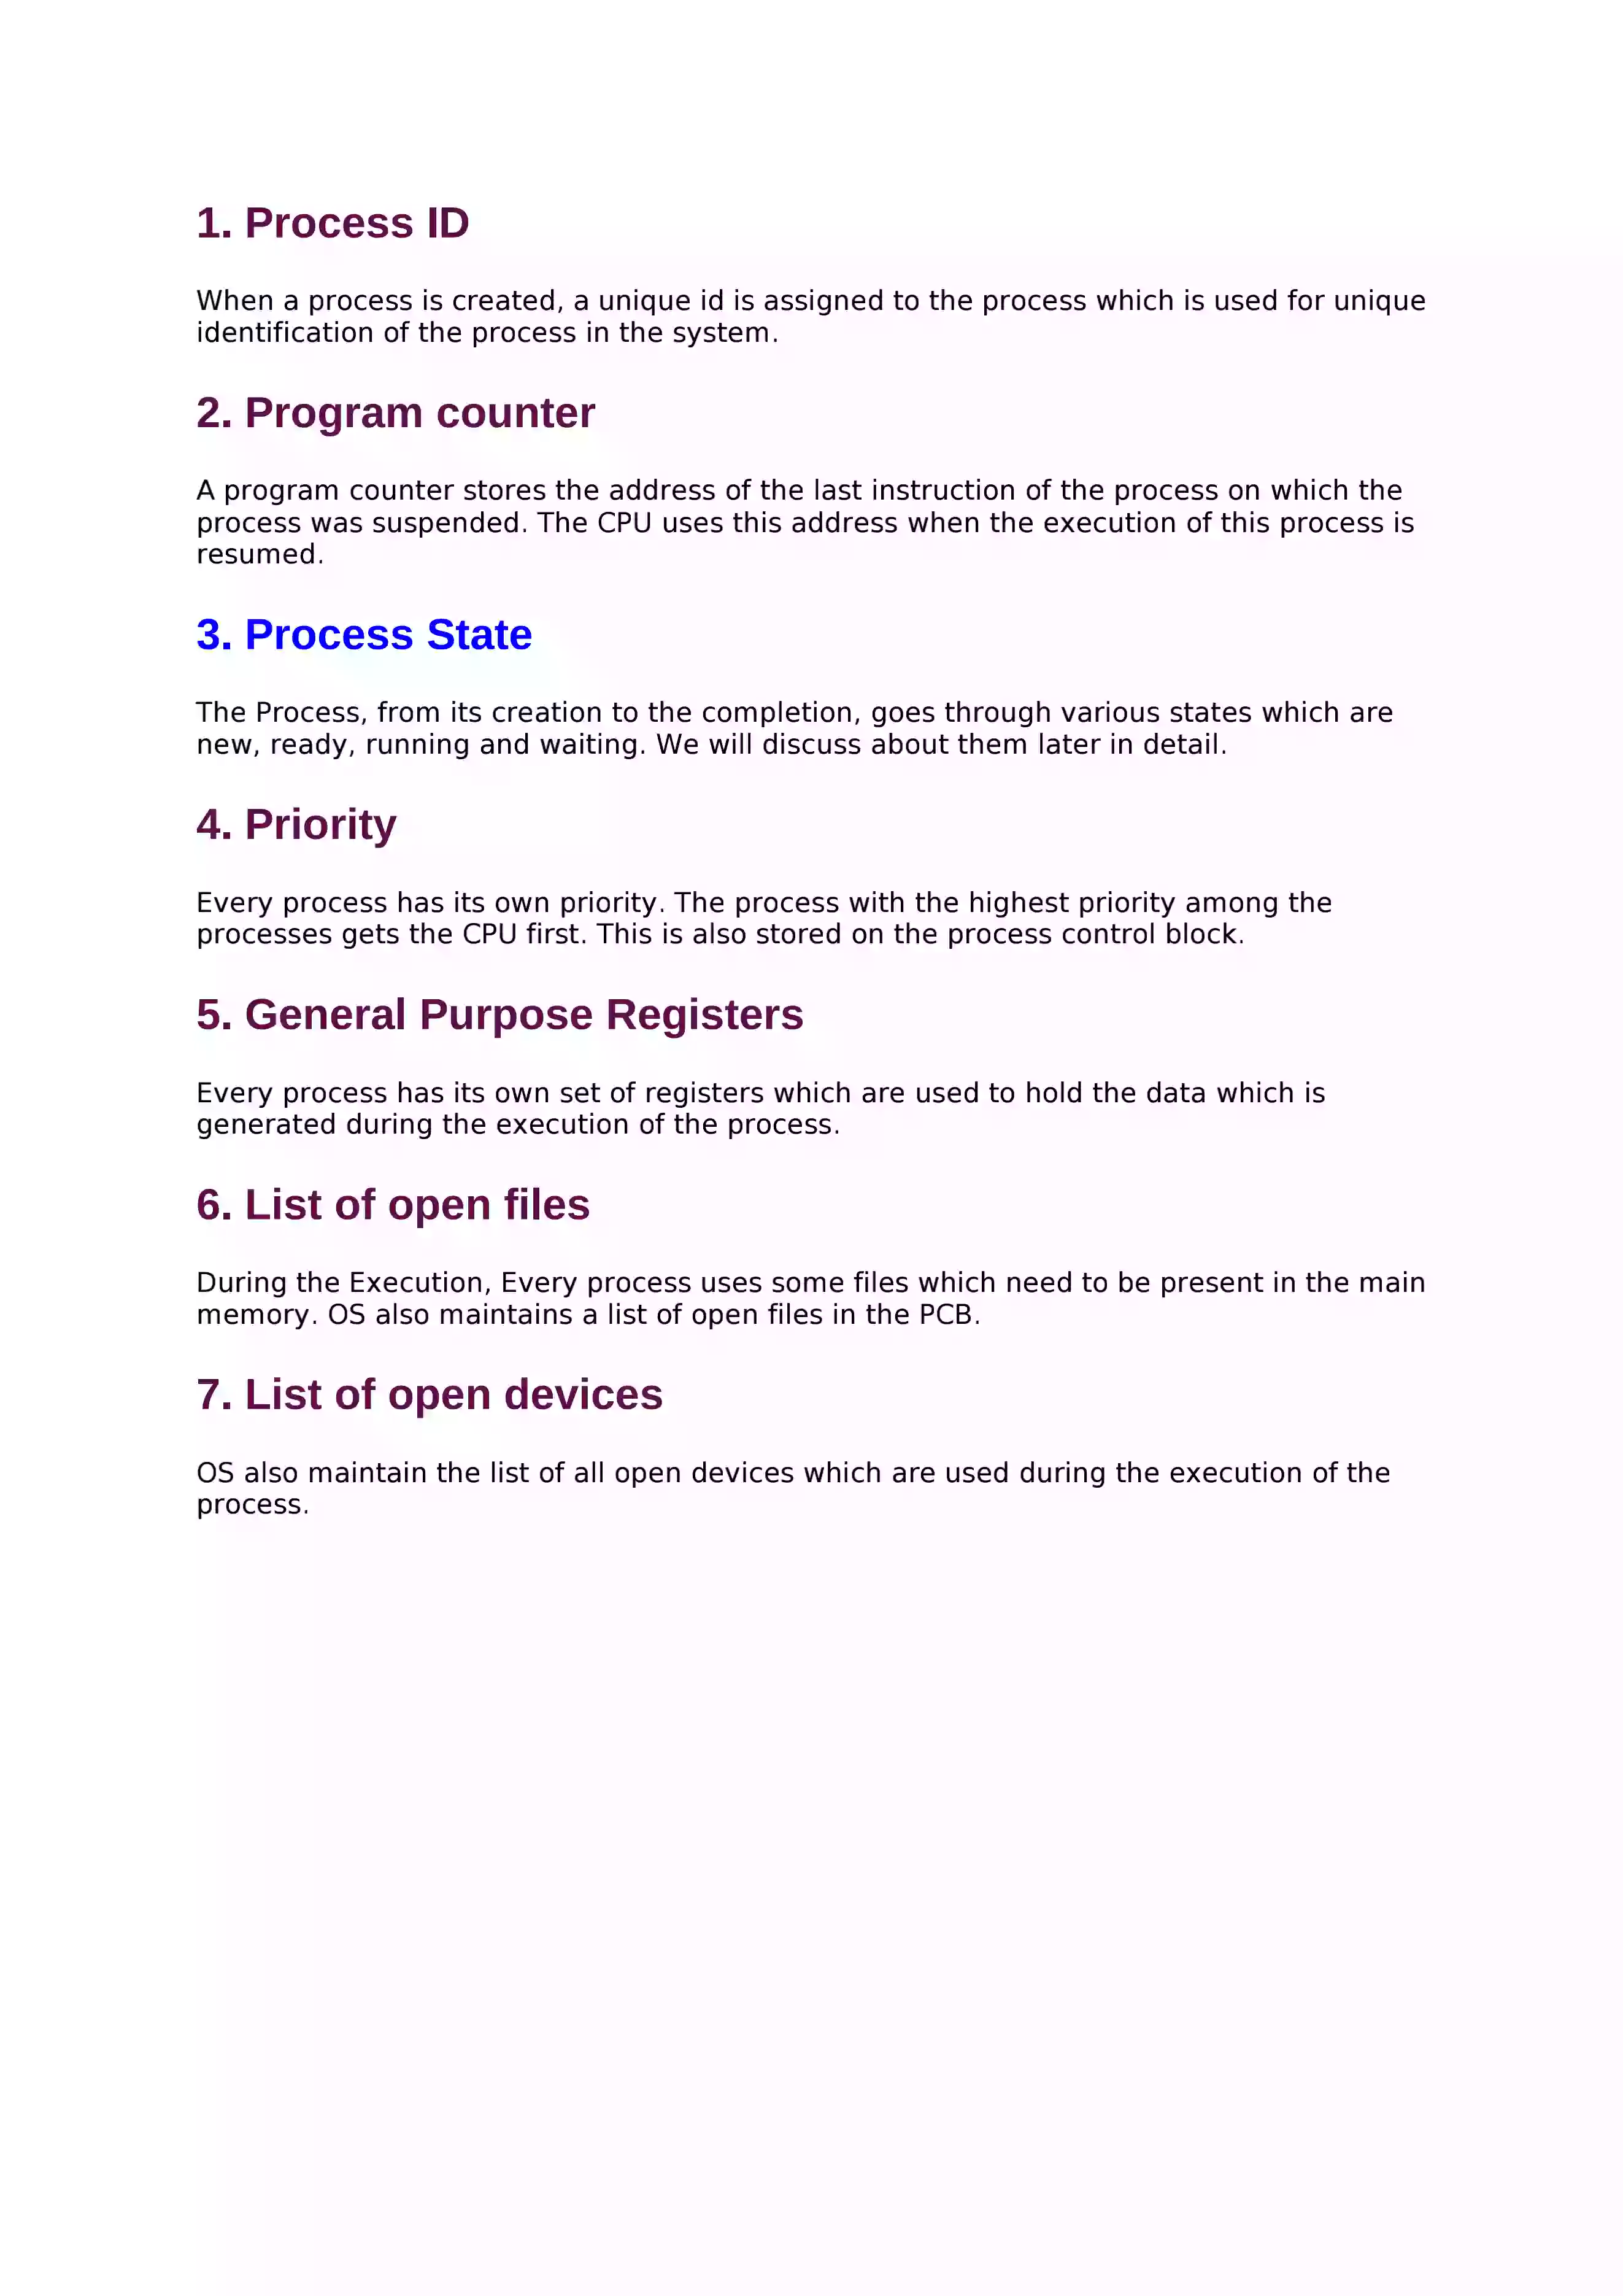 1. Process ID
When a process is created, a unique id is assigned to the process which is used for unique
identification of the process in the system.
2. Program counter
A program counter stores the address of the last instruction of the process on which the
process was suspended. The CPU uses this address when the execution of this process is
resumed.
3. Process State
The Process, from its creation to the completion, goes through various states which are
new, ready, running and waiting. We will discuss about them later in detail.
4. Priority
Every process has its own priority. The process with the highest priority among the
processes gets the CPU first. This is also stored on the process control block.
5. General Purpose Registers
Every process has its own set of registers which are used to hold the data which is
generated during the execution of the process.
6. List of open files
During the Execution, Every process uses some files which need to be present in the main
memory. OS also maintains a list of open files in the PCB.
7. List of open devices
OS also maintain the list of all open devices which are used during the execution of the
process.